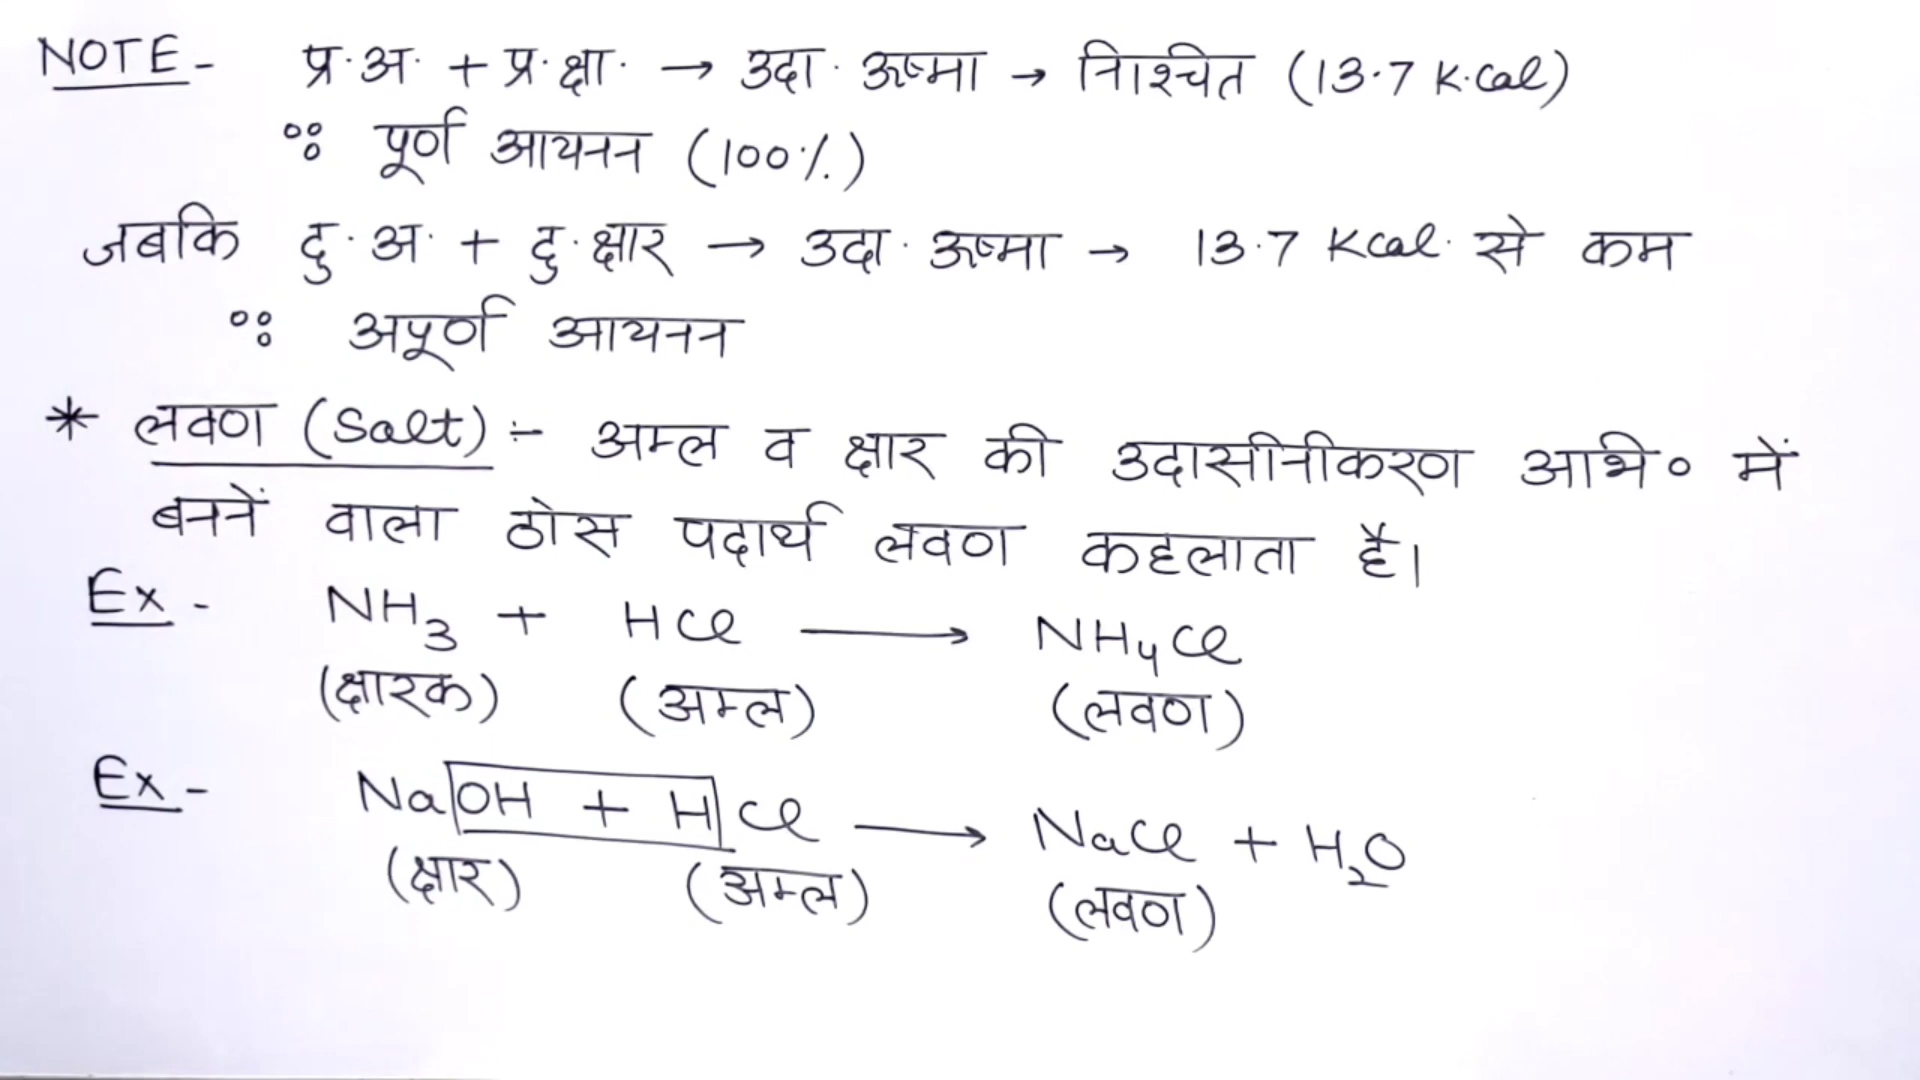 NOTE - प्र. अ. + प्र. क्षा. → उदा. ऊष्मा → निश्चित (13.7 K.Cal)
∵ पूर्ण आयनन (100%)
जबकि दु. अ. + दु. क्षार → उदा. ऊष्मा → 13.7 Kcal. से कम
∵ अपूर्ण आयनन
* लवण (Salt) :- अम्ल व क्षार की उदासीनीकरण अभि० में
बननें वाला ठोस पदार्थ लवण कहलाता है।
Ex - NH₃ + HCl ⟶ NH₄Cl
(क्षारक) (अम्ल) (लवण)
Ex - NaOH + HCl ⟶ NaCl + H₂O
(क्षार) (अम्ल) (लवण)